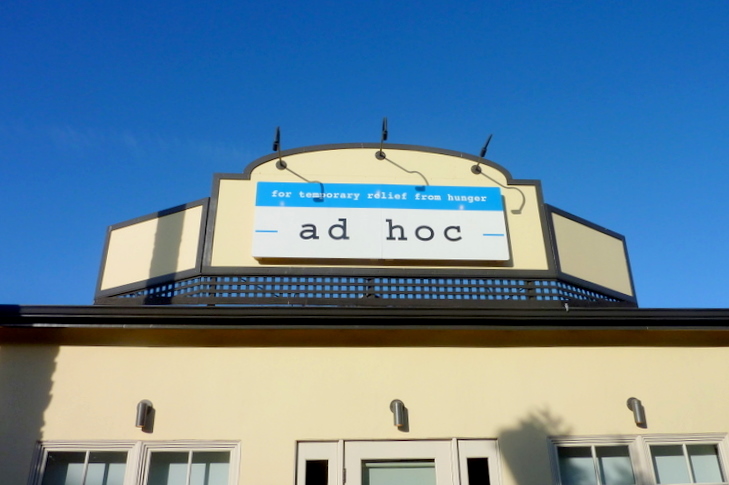 for temporary relief from hunger
ad hoc